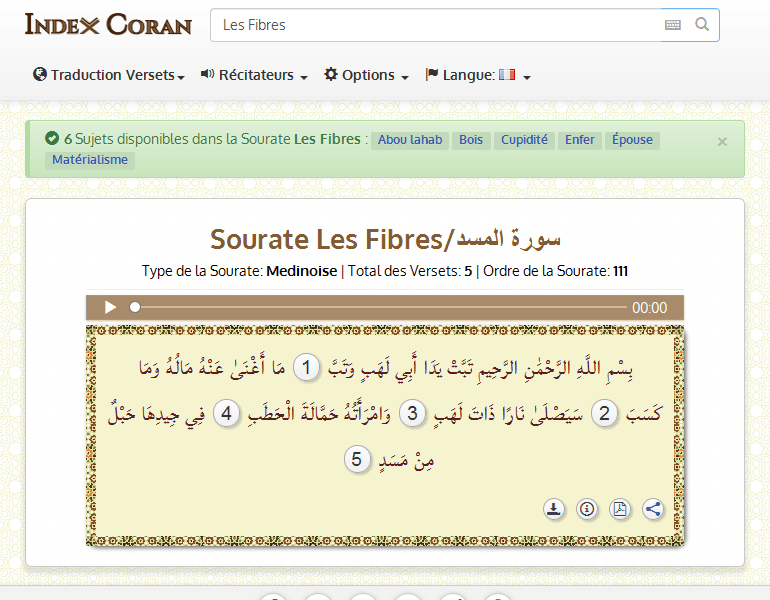 Index Coran
Les Fibres
Traduction Versets
Récitateurs
Options
Langue:
6 Sujets disponibles dans la Sourate Les Fibres : Abou lahab Bois Cupidité Enfer Épouse ×
Matérialisme
Sourate Les Fibres/سورة المسد
Type de la Sourate: Medinoise | Total des Versets: 5 | Ordre de la Sourate: 111
00:00
بِسْمِ اللَّهِ الرَّحْمَٰنِ الرَّحِيمِ تَبَّتْ يَدَا أَبِي لَهَبٍ وَتَبَّ 1 مَا أَغْنَىٰ عَنْهُ مَالُهُ وَمَا
كَسَبَ 2 سَيَصْلَىٰ نَارًا ذَاتَ لَهَبٍ 3 وَامْرَأَتُهُ حَمَّالَةَ الْحَطَبِ 4 فِي جِيدِهَا حَبْلٌ
مِنْ مَسَدٍ 5